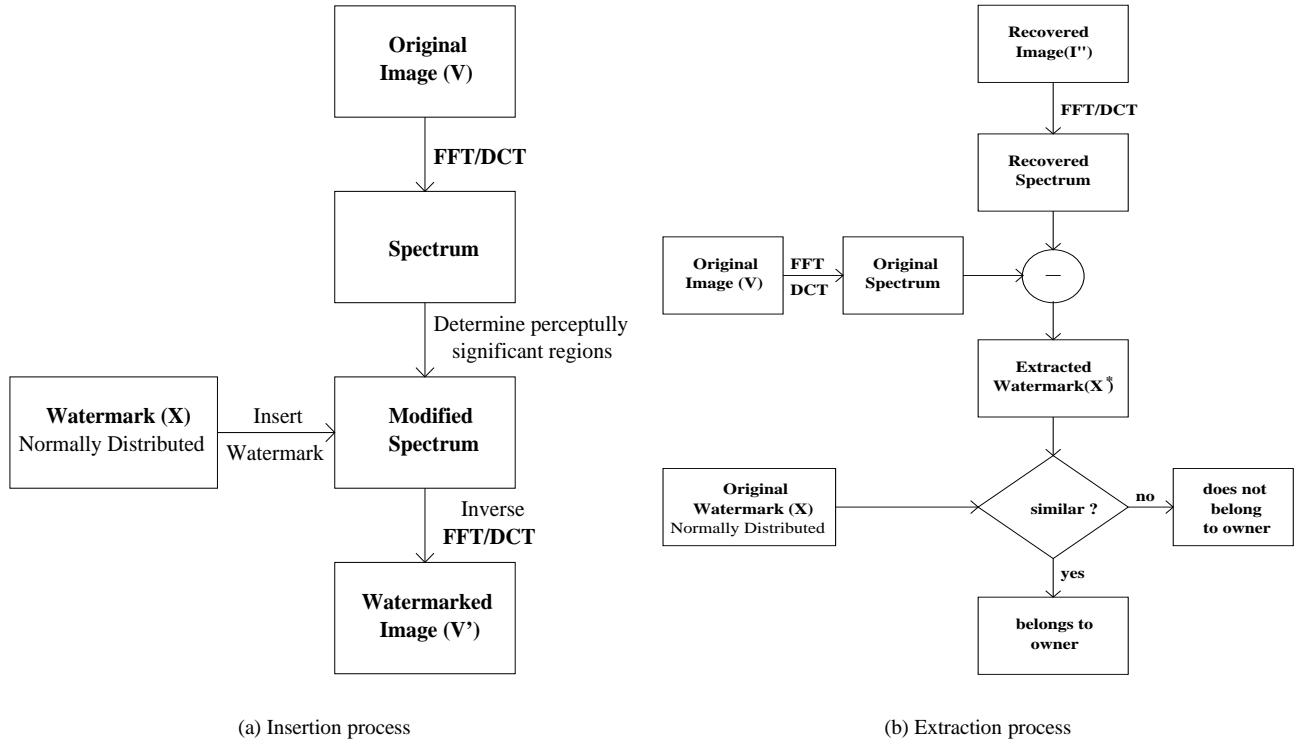 Original
Image (V)
FFT/DCT
Spectrum
Determine perceptully
significant regions
Watermark (X)
Normally Distributed
Insert
Watermark
Modified
Spectrum
Inverse
FFT/DCT
Watermarked
Image (V’)
(a) Insertion process
Recovered
Image(I'')
FFT/DCT
Recovered
Spectrum
Original
Image (V)
FFT
DCT
Original
Spectrum
—
Extracted
Watermark(X*)
Original
Watermark (X)
Normally Distributed
similar ?
no
does not
belong
to owner
yes
belongs to
owner
(b) Extraction process